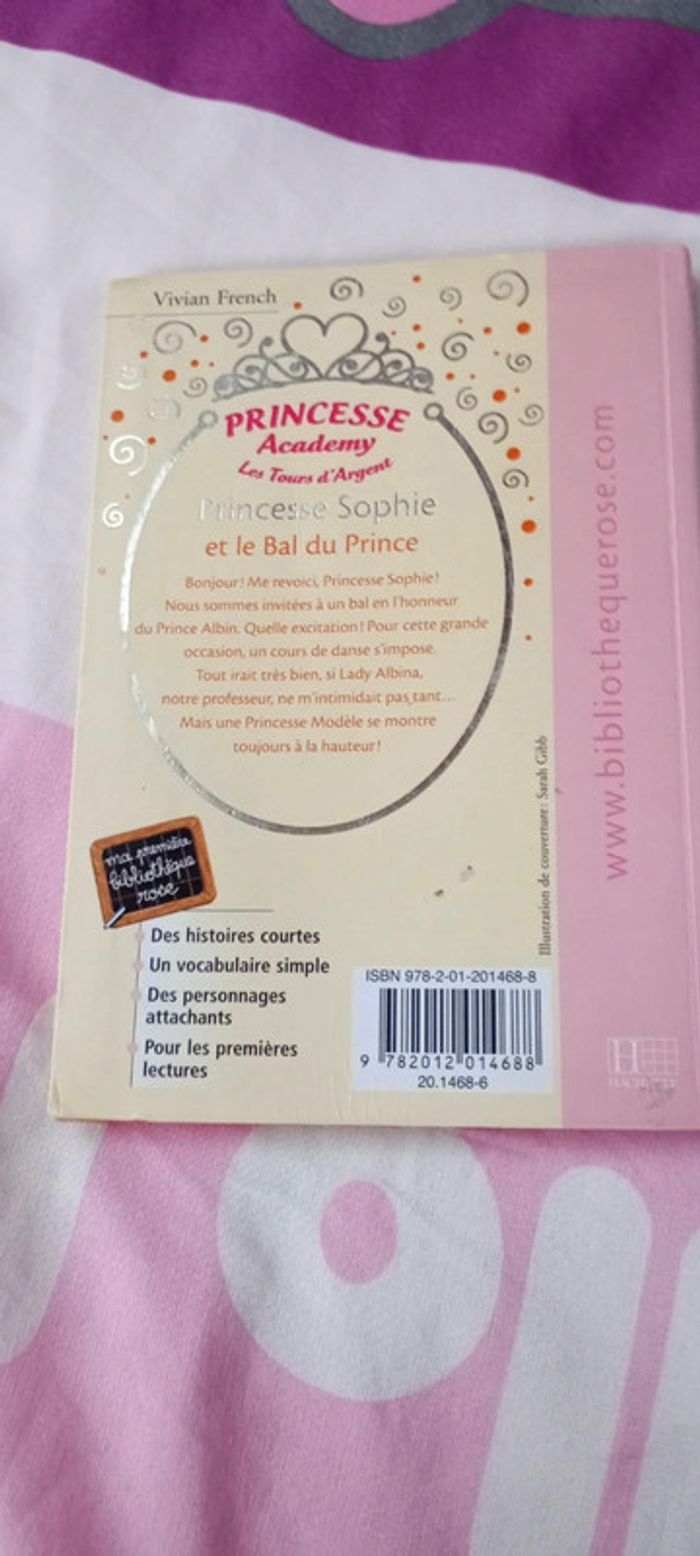 Vivian French
PRINCESSE
Academy
Les Tours d'Argent
Princesse Sophie
et le Bal du Prince
Bonjour! Me revoici, Princesse Sophie!
Nous sommes invitées à un bal en l'honneur
du Prince Albin. Quelle excitation! Pour cette grande
occasion, un cours de danse s'impose.
Tout irait très bien, si Lady Albina,
notre professeur, ne m'intimidait pas tant...
Mais une Princesse Modèle se montre
toujours à la hauteur!
ma première
bibliothèque
rose
Des histoires courtes
Un vocabulaire simple
Des personnages
attachants
Pour les premières
lectures
Illustration de couverture : Sarah Gibb
ISBN 978-2-01-201468-8
9 782012 014688
20.1468-6
www.bibliothequerose.com
H
HACHETTE